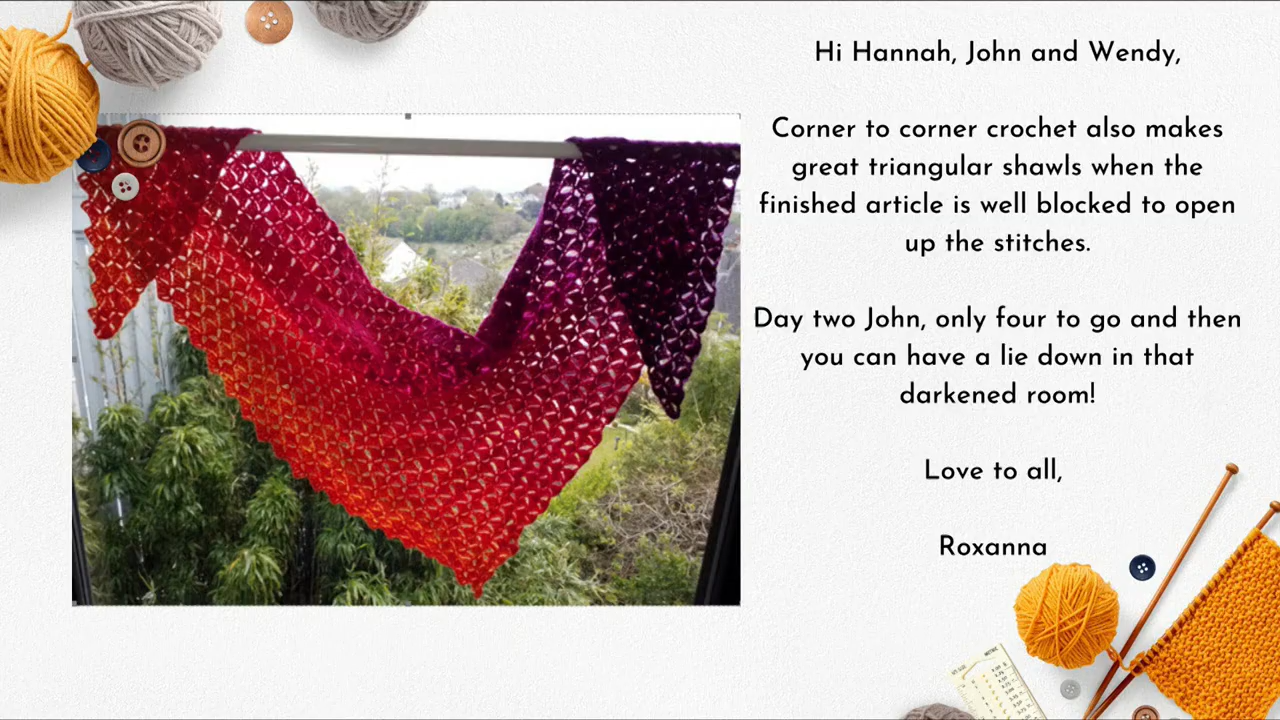 Hi Hannah, John and Wendy,
Corner to corner crochet also makes
great triangular shawls when the
finished article is well blocked to open
up the stitches.
Day two John, only four to go and then
you can have a lie down in that
darkened room!
Love to all,
Roxanna